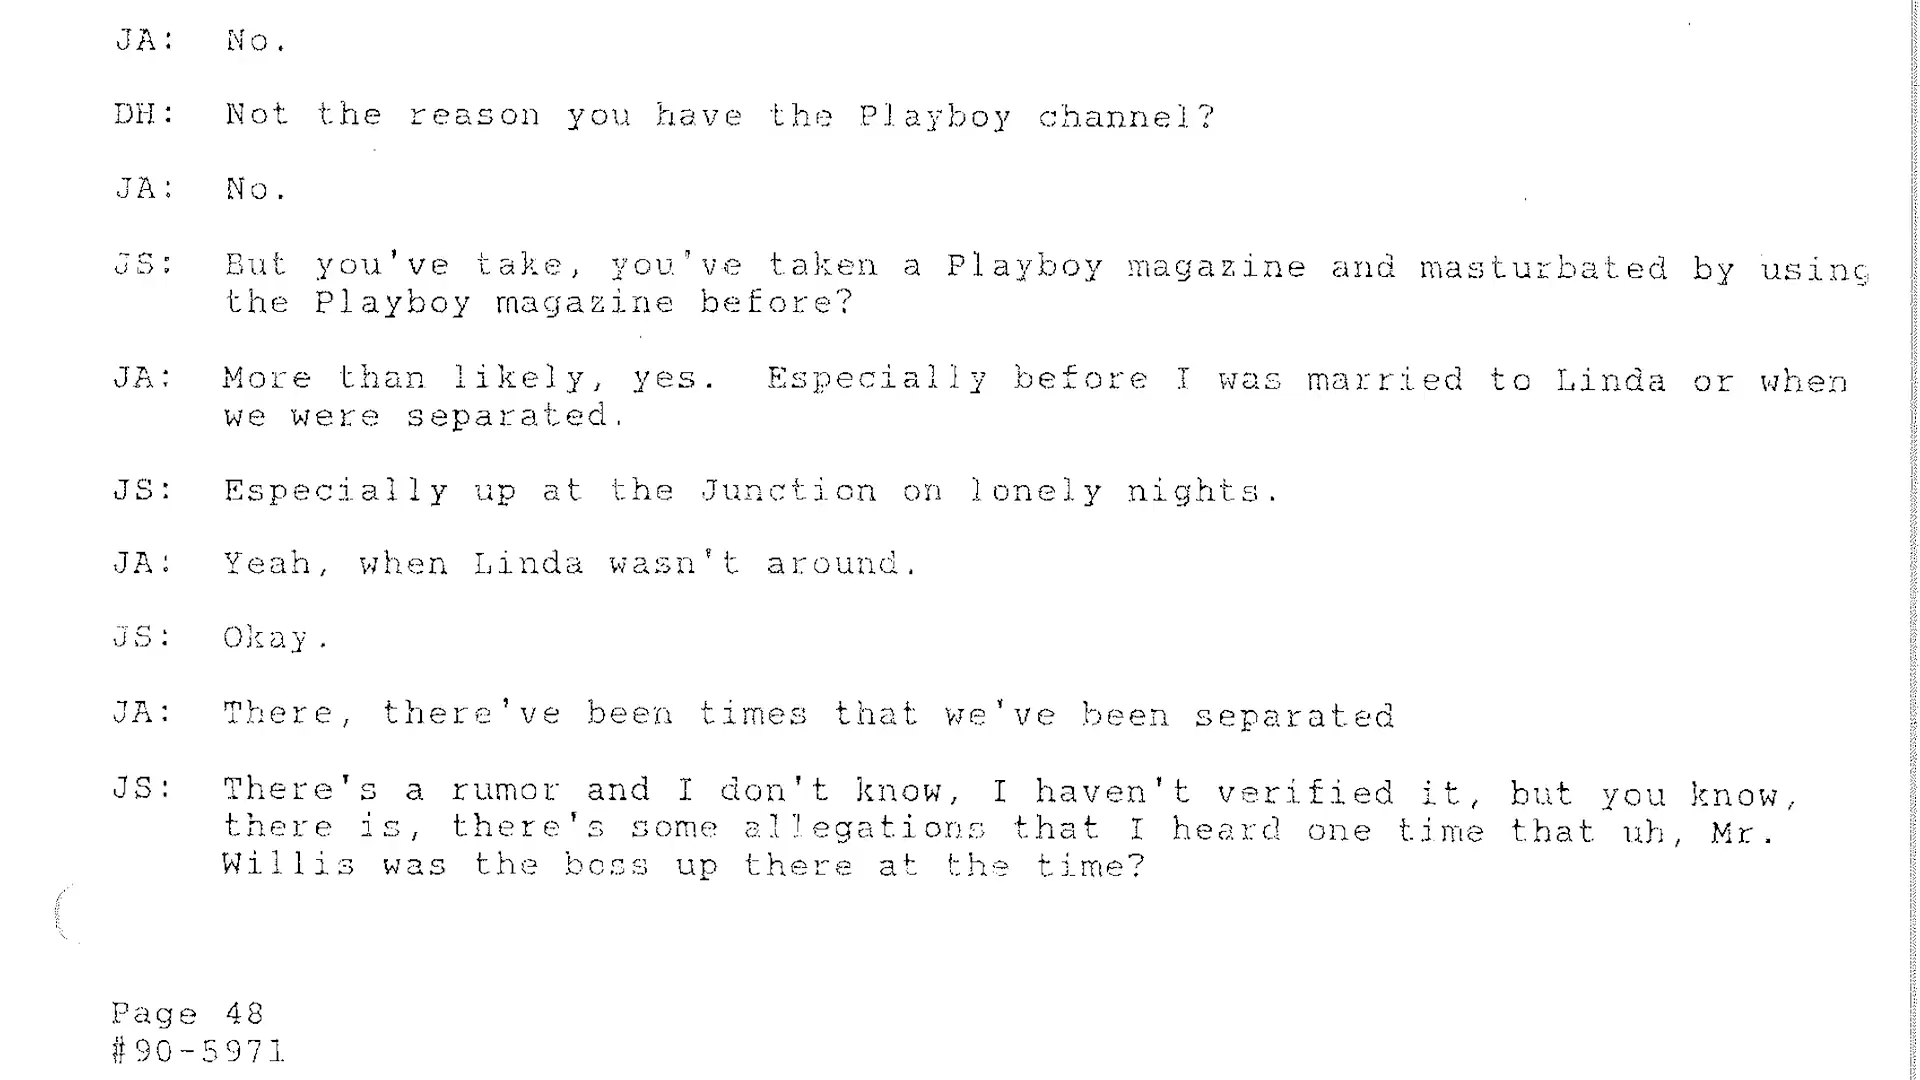 JA: No.
DH: Not the reason you have the Playboy channel?
JA: No.
JS: But you've take, you've taken a Playboy magazine and masturbated by using
the Playboy magazine before?
JA: More than likely, yes. Especially before I was married to Linda or when
we were separated.
JS: Especially up at the Junction on lonely nights.
JA: Yeah, when Linda wasn't around.
JS: Okay.
JA: There, there've been times that we've been separated
JS: There's a rumor and I don't know, I haven't verified it, but you know,
there is, there's some allegations that I heard one time that uh, Mr.
Willis was the boss up there at the time?
Page 48
#90-5971